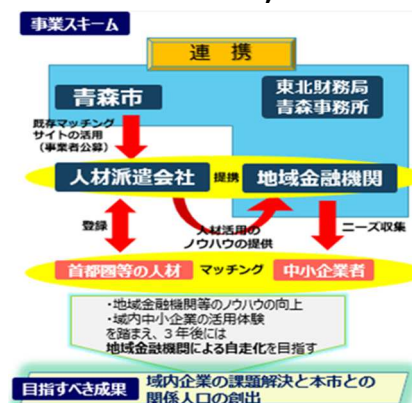 事業スキーム
連携
青森市
東北財務局
青森事務所
既存マッチング
サイトの活用
（事業者公募）
人材派遣会社
提携
地域金融機関
登録
人材活用の
ノウハウの提供
ニーズ収集
首都圏等の人材
マッチング
中小企業者
・地域金融機関等のノウハウの向上
・域内中小企業の活用体験
を踏まえ、３年後には
地域金融機関による自走化を目指す
目指すべき成果
域内企業の課題解決と本市との
関係人口の創出